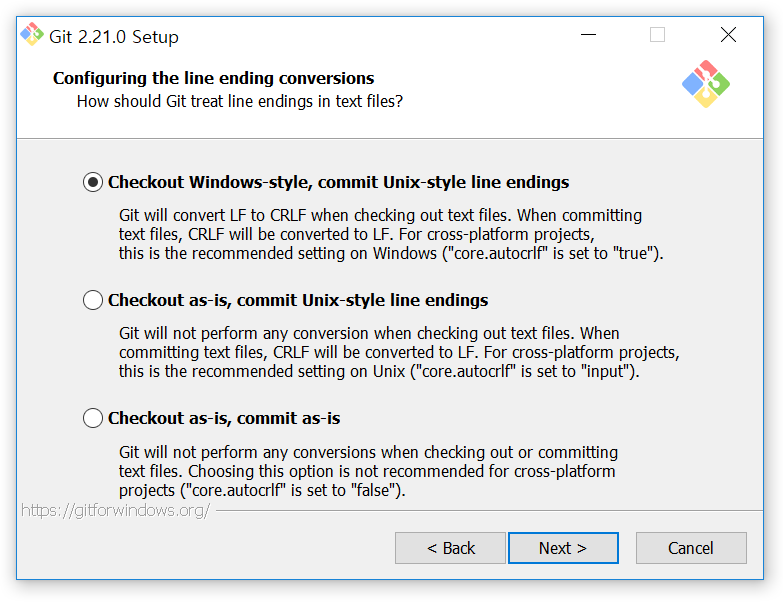 Git 2.21.0 Setup
Configuring the line ending conversions
How should Git treat line endings in text files?
Checkout Windows-style, commit Unix-style line endings
Git will convert LF to CRLF when checking out text files. When committing
text files, CRLF will be converted to LF. For cross-platform projects,
this is the recommended setting on Windows ("core.autocrlf" is set to "true").
Checkout as-is, commit Unix-style line endings
Git will not perform any conversion when checking out text files. When
committing text files, CRLF will be converted to LF. For cross-platform projects,
this is the recommended setting on Unix ("core.autocrlf" is set to "input").
Checkout as-is, commit as-is
Git will not perform any conversions when checking out or committing
text files. Choosing this option is not recommended for cross-platform
projects ("core.autocrlf" is set to "false").
https://gitforwindows.org/
< Back
Next >
Cancel